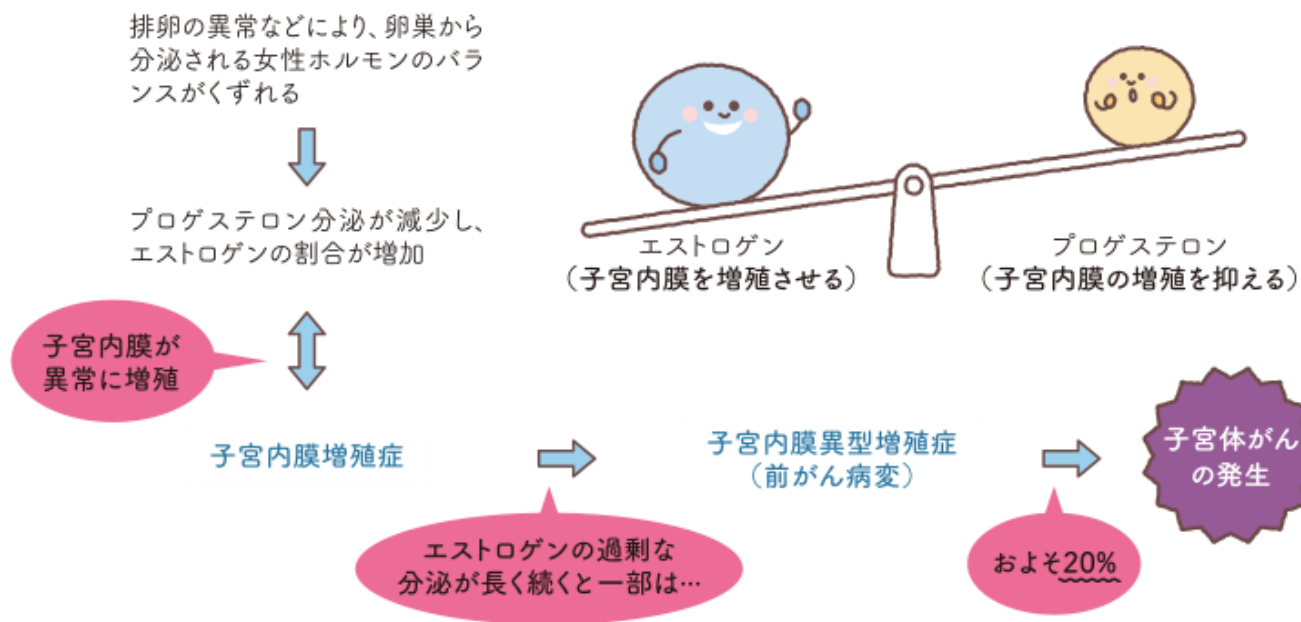 排卵の異常などにより、卵巣から
分泌される女性ホルモンのバラ
ンスがくずれる
プロゲステロン分泌が減少し、
エストロゲンの割合が増加
エストロゲン
（子宮内膜を増殖させる）
プロゲステロン
（子宮内膜の増殖を抑える）
子宮内膜が
異常に増殖
子宮内膜増殖症
エストロゲンの過剰な
分泌が長く続くと一部は…
子宮内膜異型増殖症
（前がん病変）
およそ20%
子宮体がん
の発生